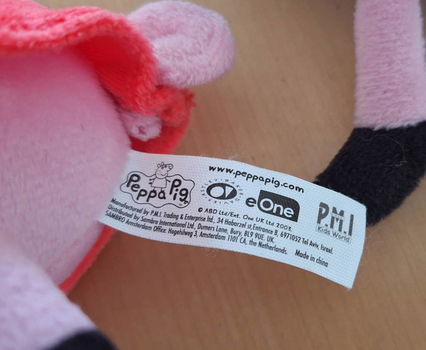 www.peppapig.com
Peppa Pig
eOne
P.M.I
Kids World
© ABD Ltd/Ent. One UK Ltd 2003.
Manufactured by P.M.I. Trading & Enterprise ltd., 34 Haberzel st.Entrance B, 6971052 Tel Aviv, Israel.
Distributed by Sambro International Ltd., Dumers Lane, Bury, BL9 9UE. UK.
SAMBRO Amsterdam Office: Hogehilweg 3, Amsterdam 1101 CA, the Netherlands.
Made in china